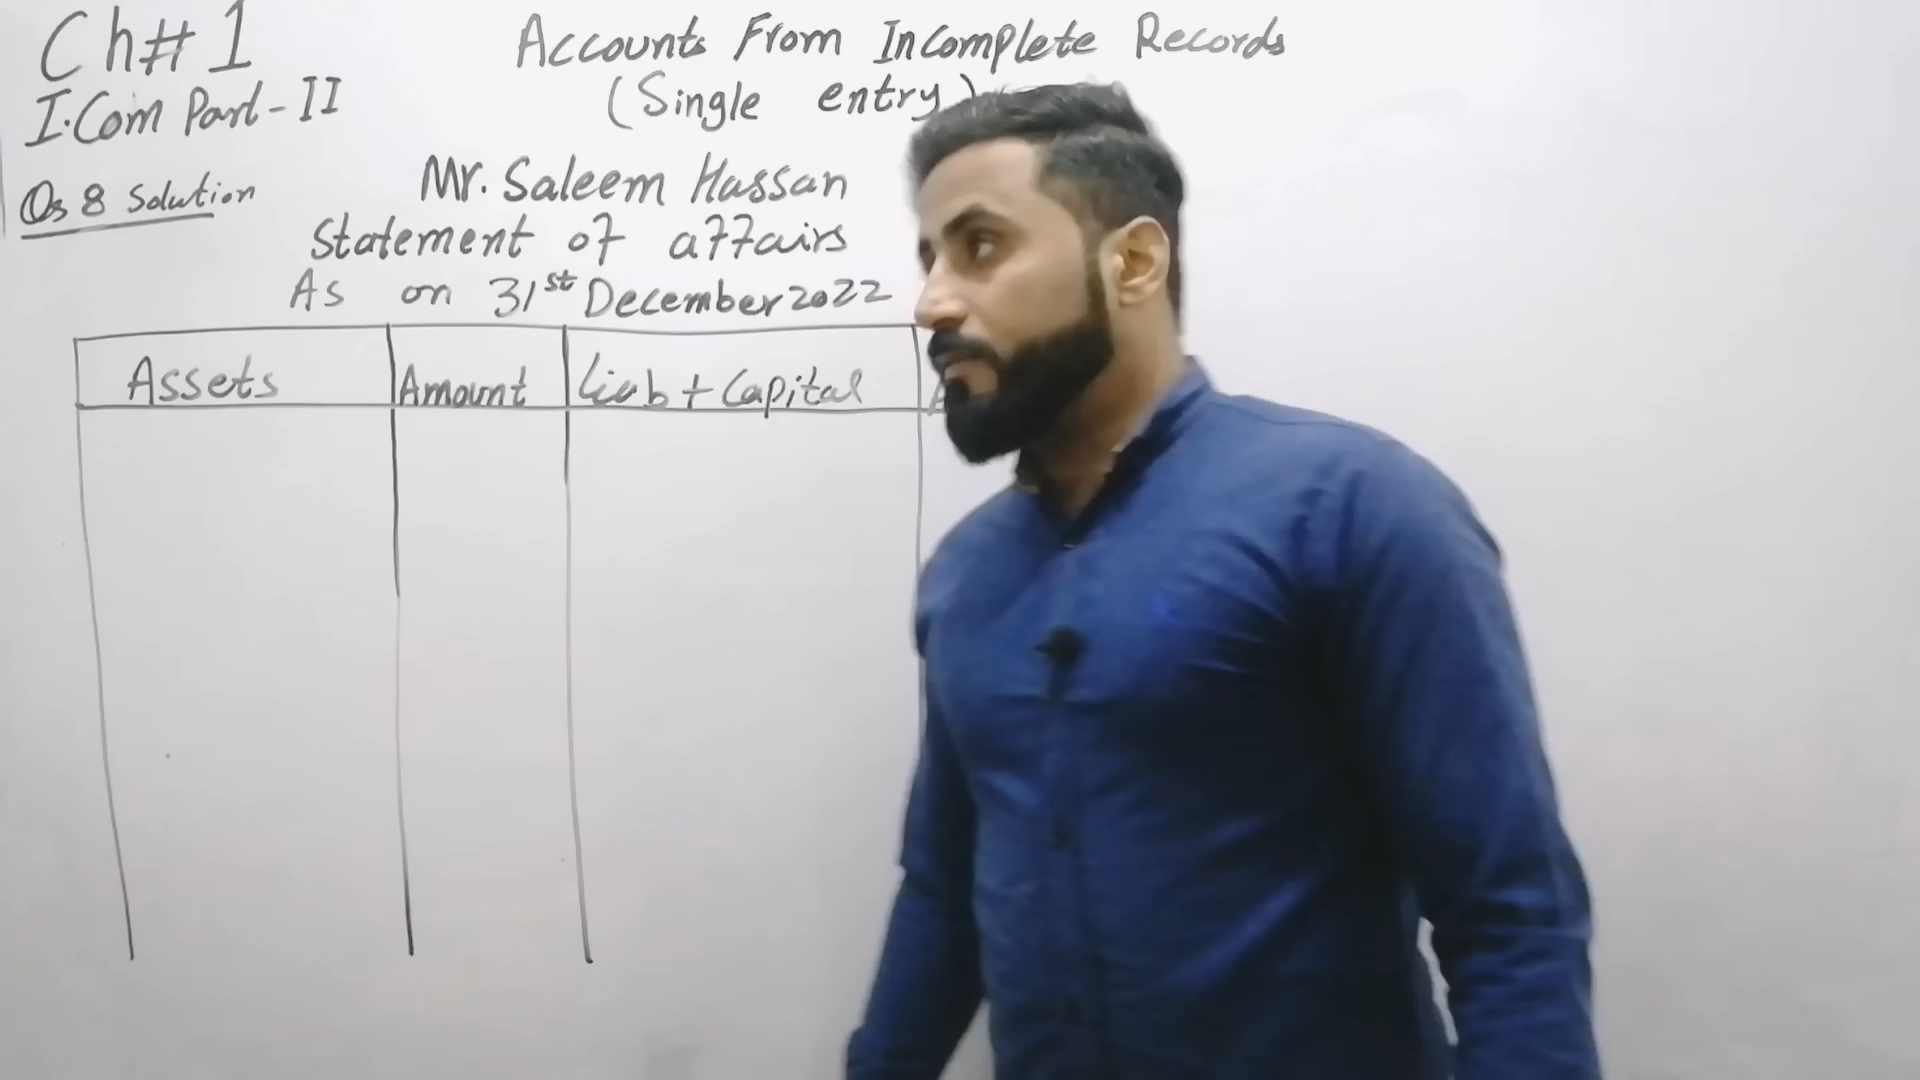 Ch# 1
I.Com Part-II
Qs 8 Solution
Accounts From Incomplete Records
(Single entry)
Mr. Saleem Hassan
Statement of affairs
As on 31st December 2022
Assets Amount Liab + Capital